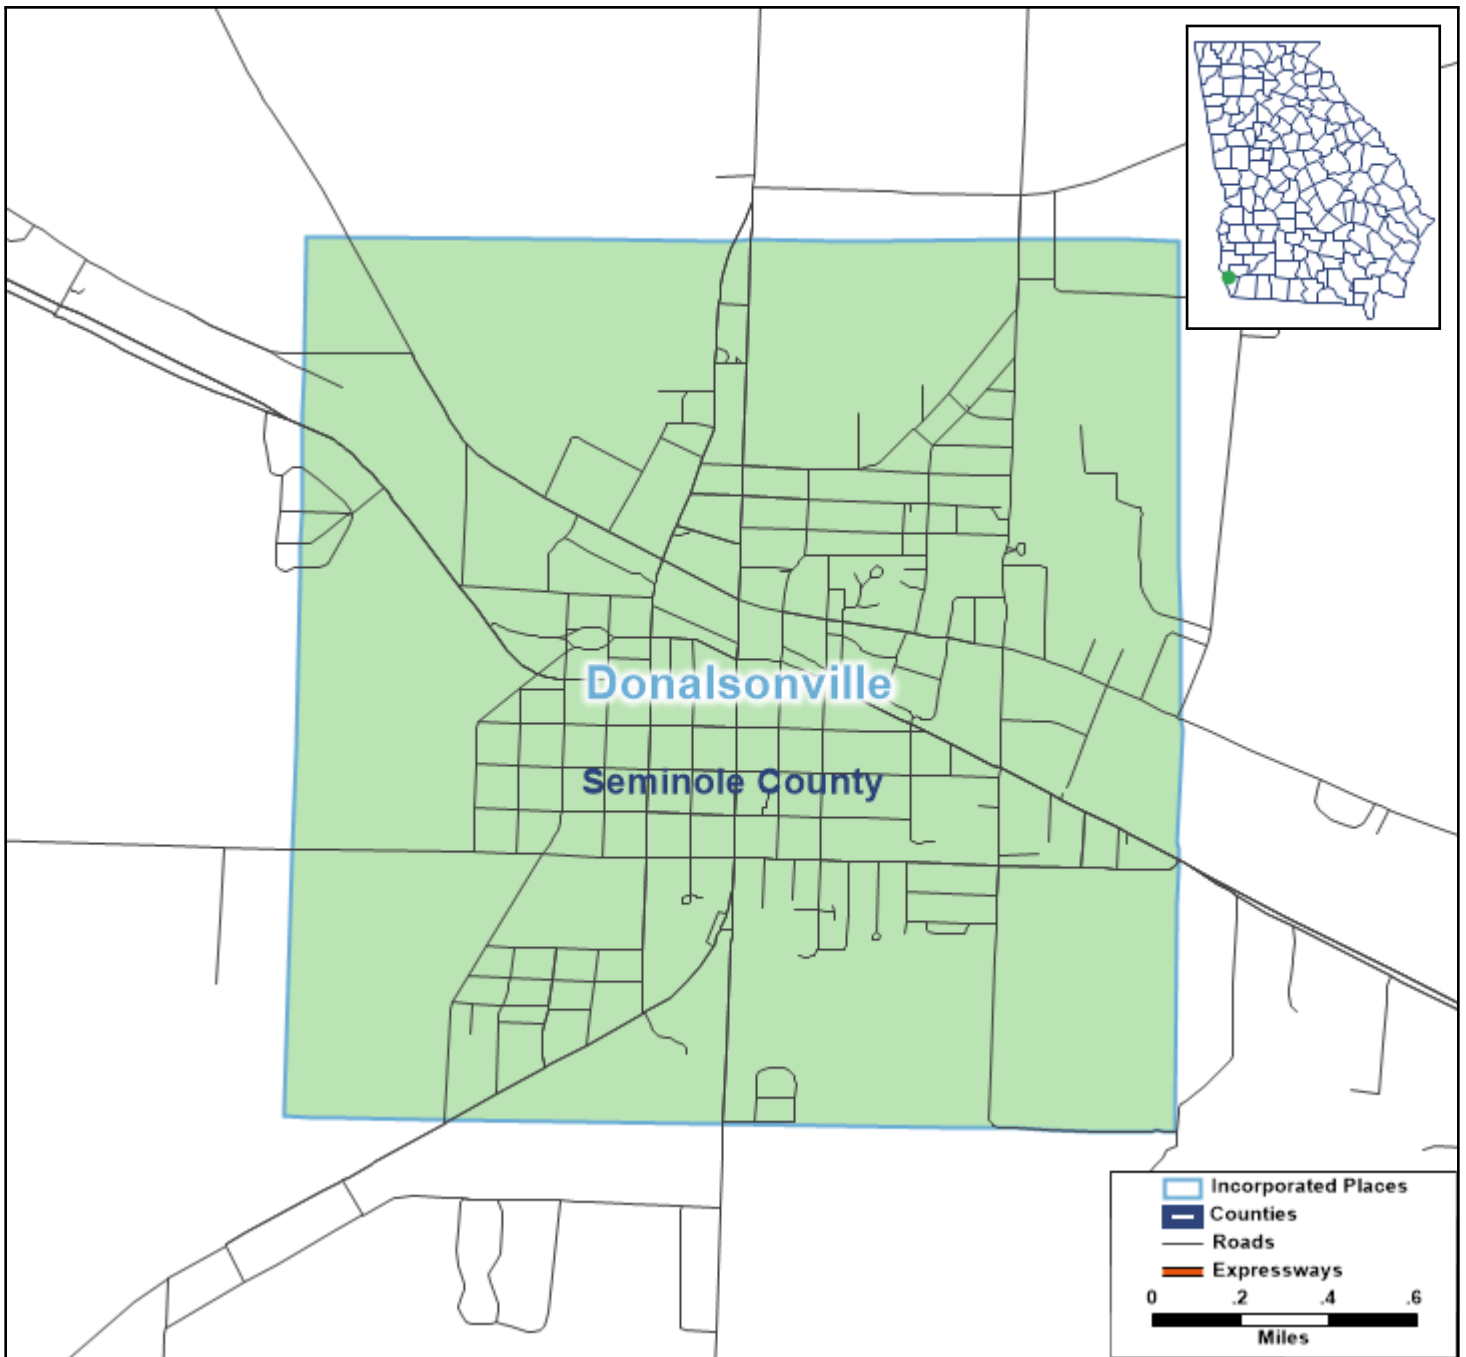 Donalsonville
Seminole County
Incorporated Places
Counties
Roads
Expressways
0 .2 .4 .6
Miles